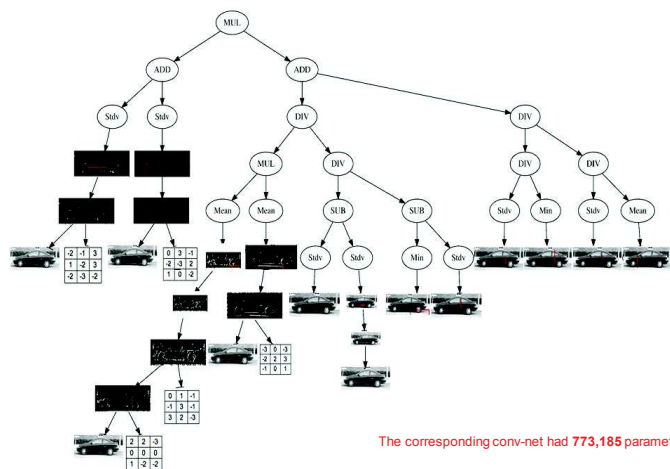 MUL
ADD
ADD
Stdv
Stdv
DIV
DIV
MUL
DIV
DIV
DIV
Mean
Mean
SUB
SUB
Stdv
Min
Stdv
Mean
Stdv
Stdv
Min
Stdv
-2 -1 3
1 -2 3
-2 -3 -2
0 3 -1
-2 -3 2
1 0 -2
-3 0 -3
-2 2 3
-1 0 1
0 1 -1
-1 3 -1
3 2 -3
2 2 -3
0 0 0
1 -2 -2
The corresponding conv-net had 773,185 paramet